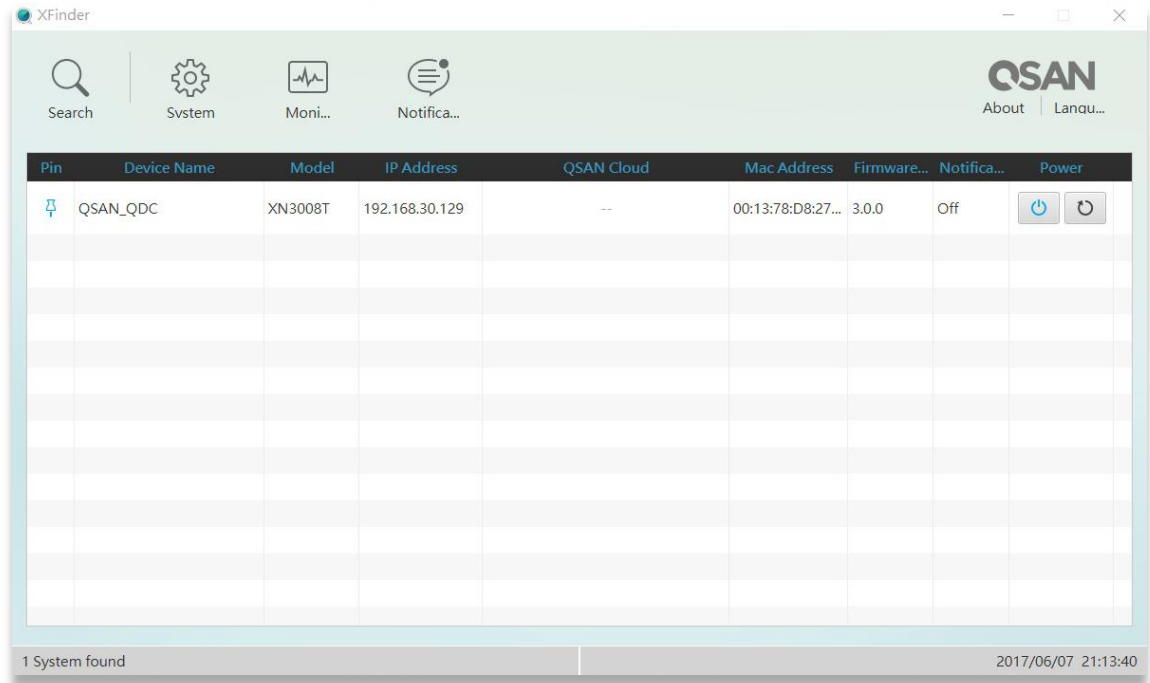 XFinder
Search System Moni... Notifica...
QSAN
About Langu...
Pin Device Name Model IP Address QSAN Cloud Mac Address Firmware... Notifica... Power
QSAN_QDC XN3008T 192.168.30.129 -- 00:13:78:D8:27... 3.0.0 Off
1 System found 2017/06/07 21:13:40